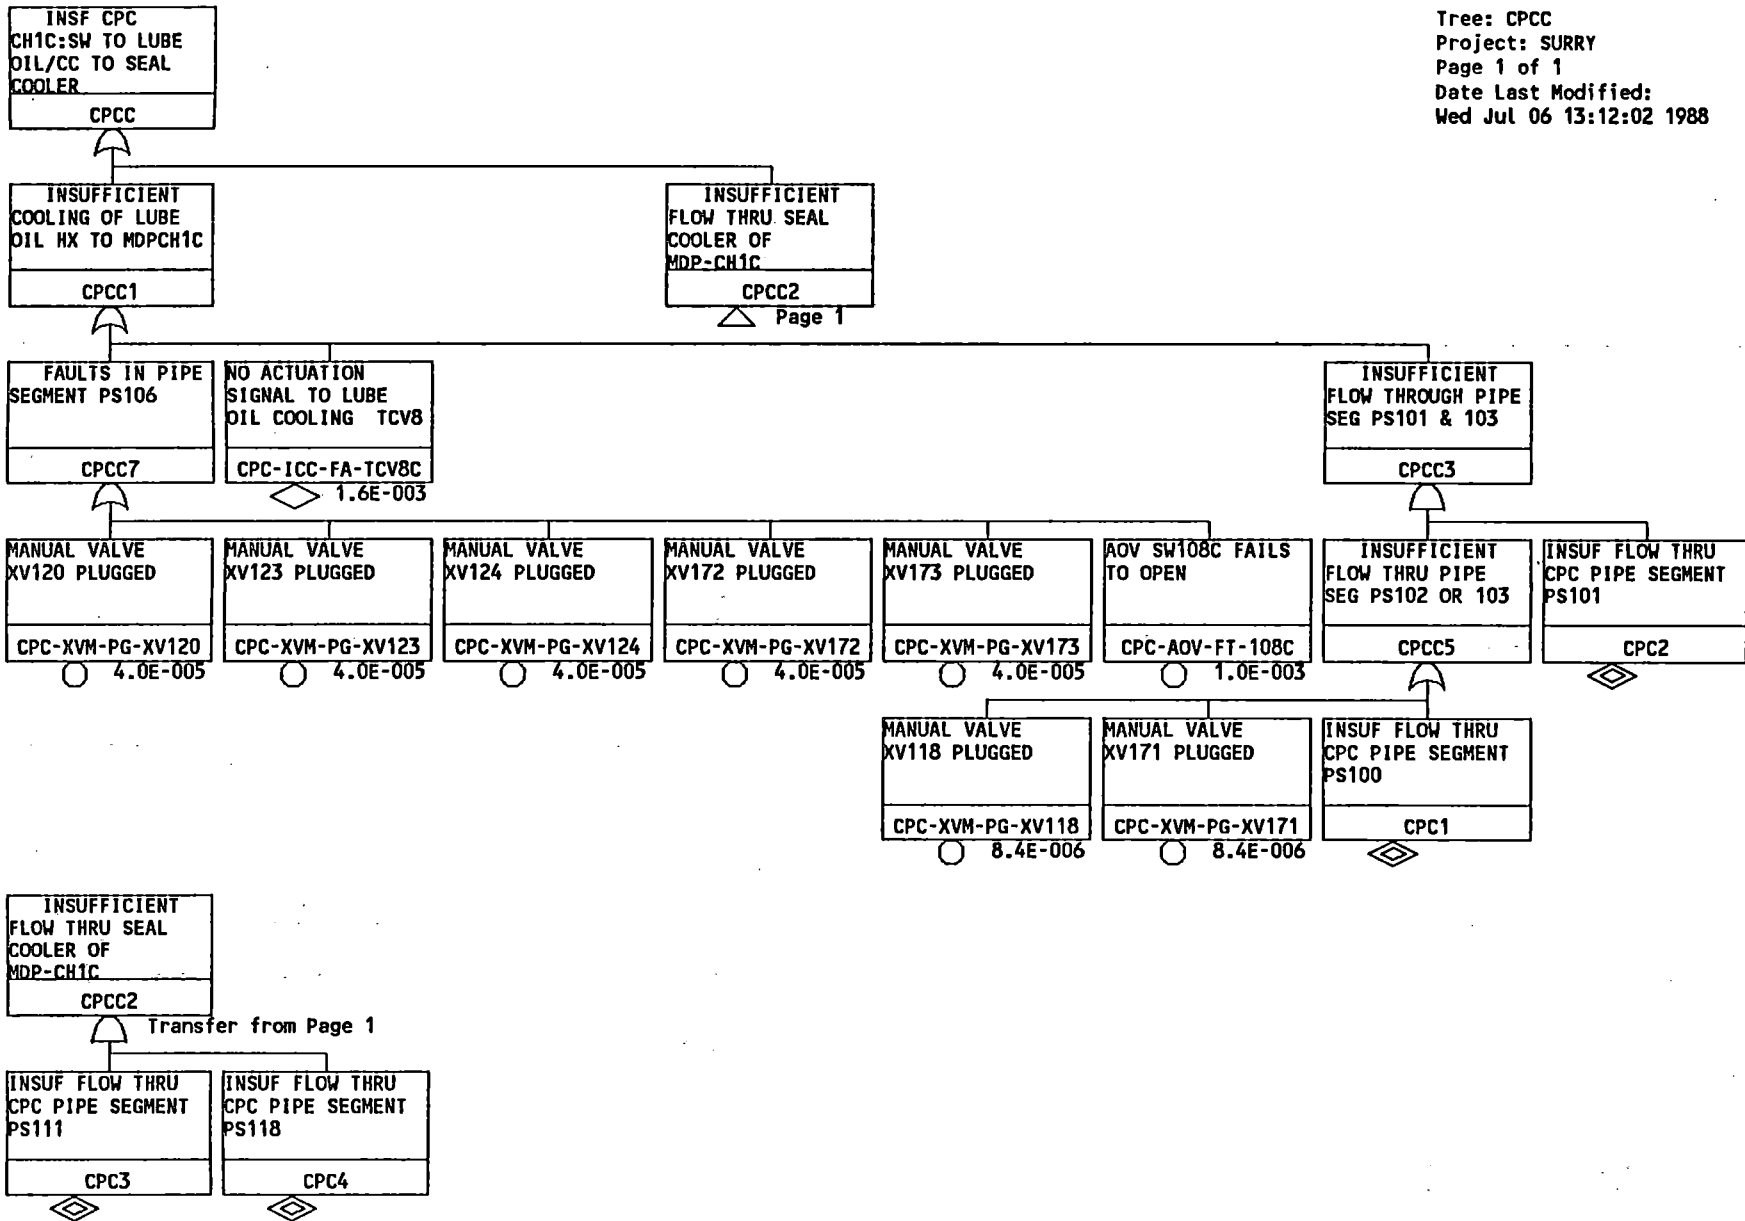 Tree: CPCC
Project: SURRY
Page 1 of 1
Date Last Modified:
Wed Jul 06 13:12:02 1988
INSF CPC
CH1C:SW TO LUBE
OIL/CC TO SEAL
COOLER
CPCC
INSUFFICIENT
COOLING OF LUBE
OIL HX TO MDPCH1C
CPCC1
INSUFFICIENT
FLOW THRU SEAL
COOLER OF
MDP-CH1C
CPCC2
Page 1
FAULTS IN PIPE
SEGMENT PS106
CPCC7
NO ACTUATION
SIGNAL TO LUBE
OIL COOLING TCV8
CPC-ICC-FA-TCV8C
1.6E-003
INSUFFICIENT
FLOW THROUGH PIPE
SEG PS101 & 103
CPCC3
MANUAL VALVE
XV120 PLUGGED
CPC-XVM-PG-XV120
4.0E-005
MANUAL VALVE
XV123 PLUGGED
CPC-XVM-PG-XV123
4.0E-005
MANUAL VALVE
XV124 PLUGGED
CPC-XVM-PG-XV124
4.0E-005
MANUAL VALVE
XV172 PLUGGED
CPC-XVM-PG-XV172
4.0E-005
MANUAL VALVE
XV173 PLUGGED
CPC-XVM-PG-XV173
4.0E-005
AOV SW108C FAILS
TO OPEN
CPC-AOV-FT-108C
1.0E-003
INSUFFICIENT
FLOW THRU PIPE
SEG PS102 OR 103
CPCC5
INSUF FLOW THRU
CPC PIPE SEGMENT
PS101
CPC2
MANUAL VALVE
XV118 PLUGGED
CPC-XVM-PG-XV118
8.4E-006
MANUAL VALVE
XV171 PLUGGED
CPC-XVM-PG-XV171
8.4E-006
INSUF FLOW THRU
CPC PIPE SEGMENT
PS100
CPC1
INSUFFICIENT
FLOW THRU SEAL
COOLER OF
MDP-CH1C
CPCC2
Transfer from Page 1
INSUF FLOW THRU
CPC PIPE SEGMENT
PS111
CPC3
INSUF FLOW THRU
CPC PIPE SEGMENT
PS118
CPC4